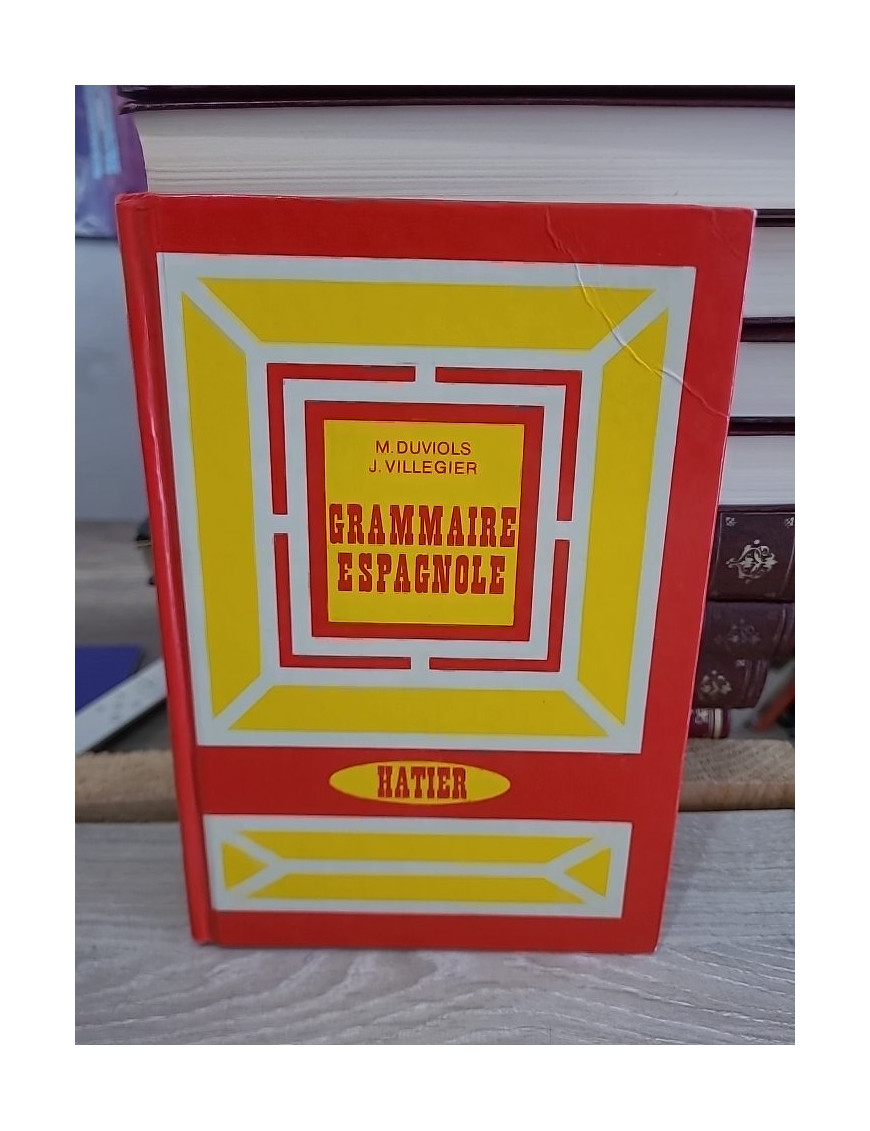 M. DUVIOLS
J. VILLEGIER
GRAMMAIRE
ESPAGNOLE
HATIER